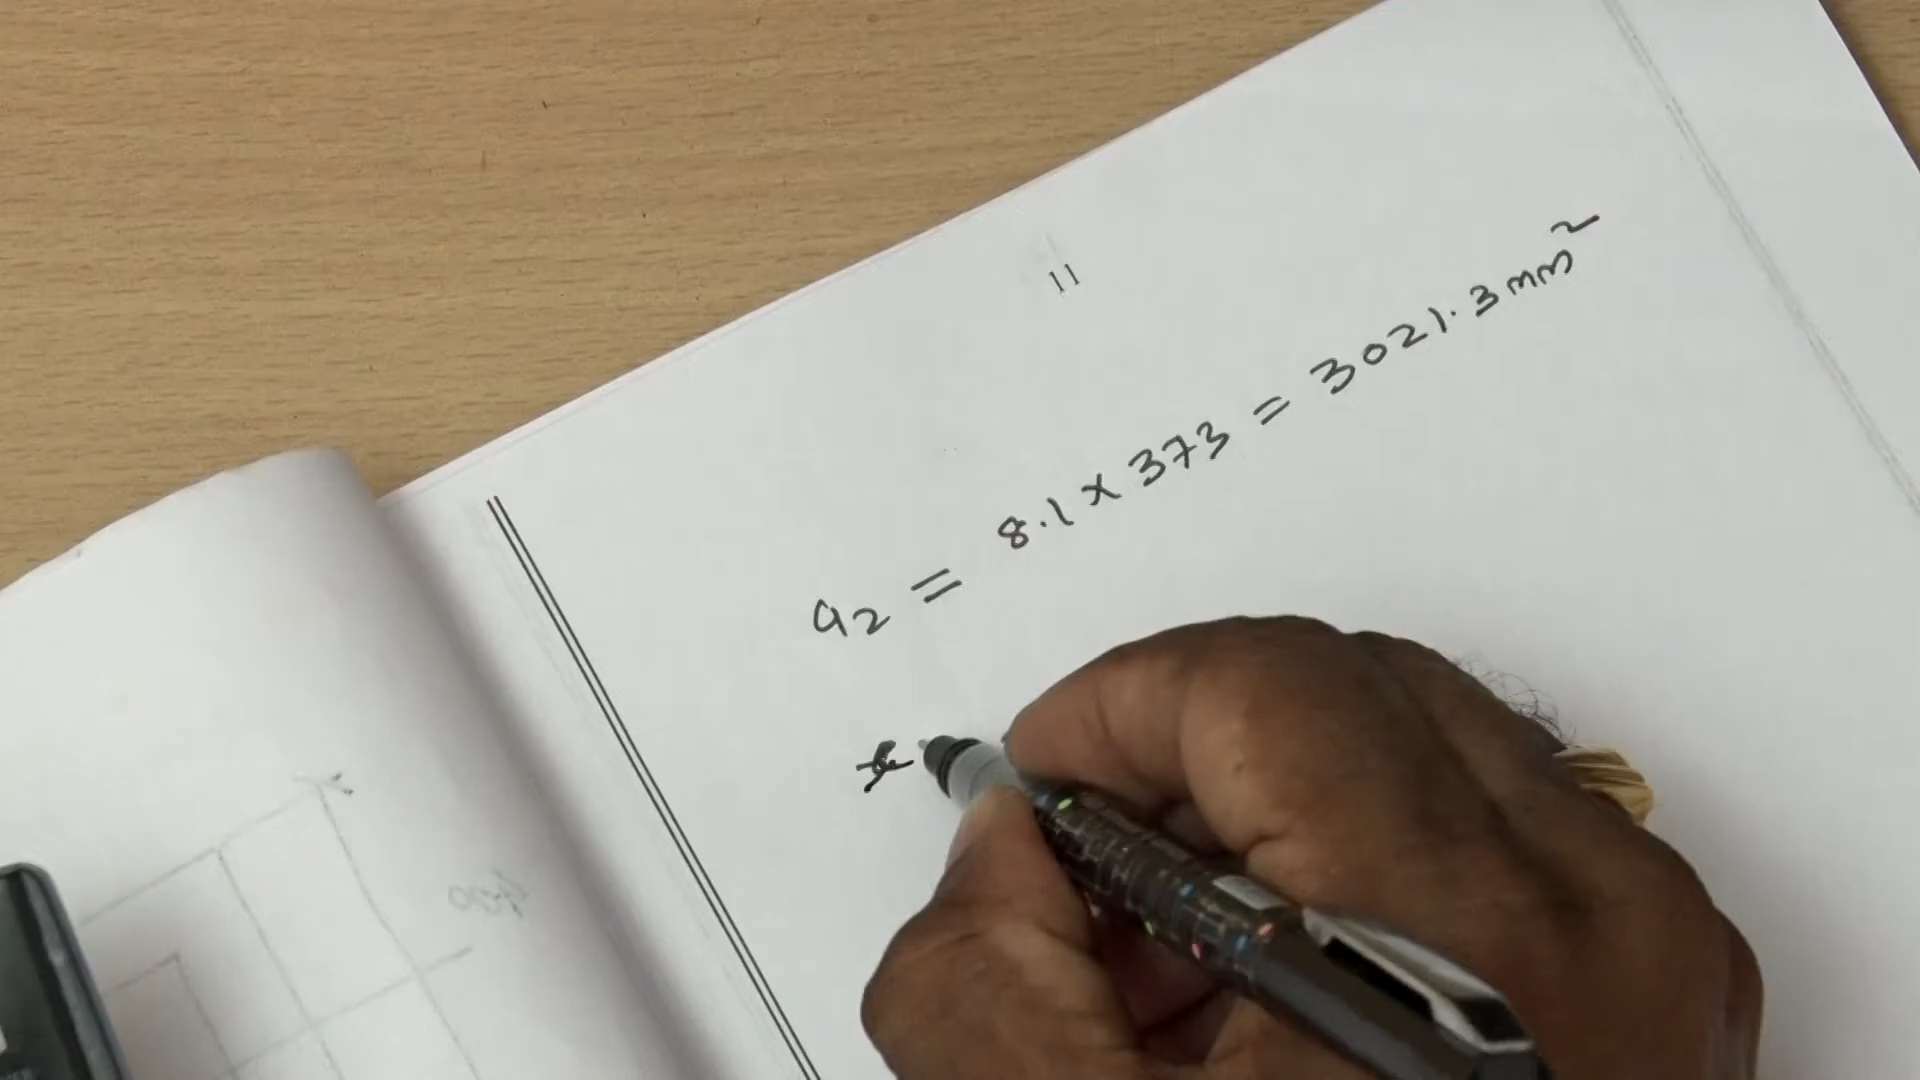 11
a₂ = 8.1 × 373 = 3021.3 mm²